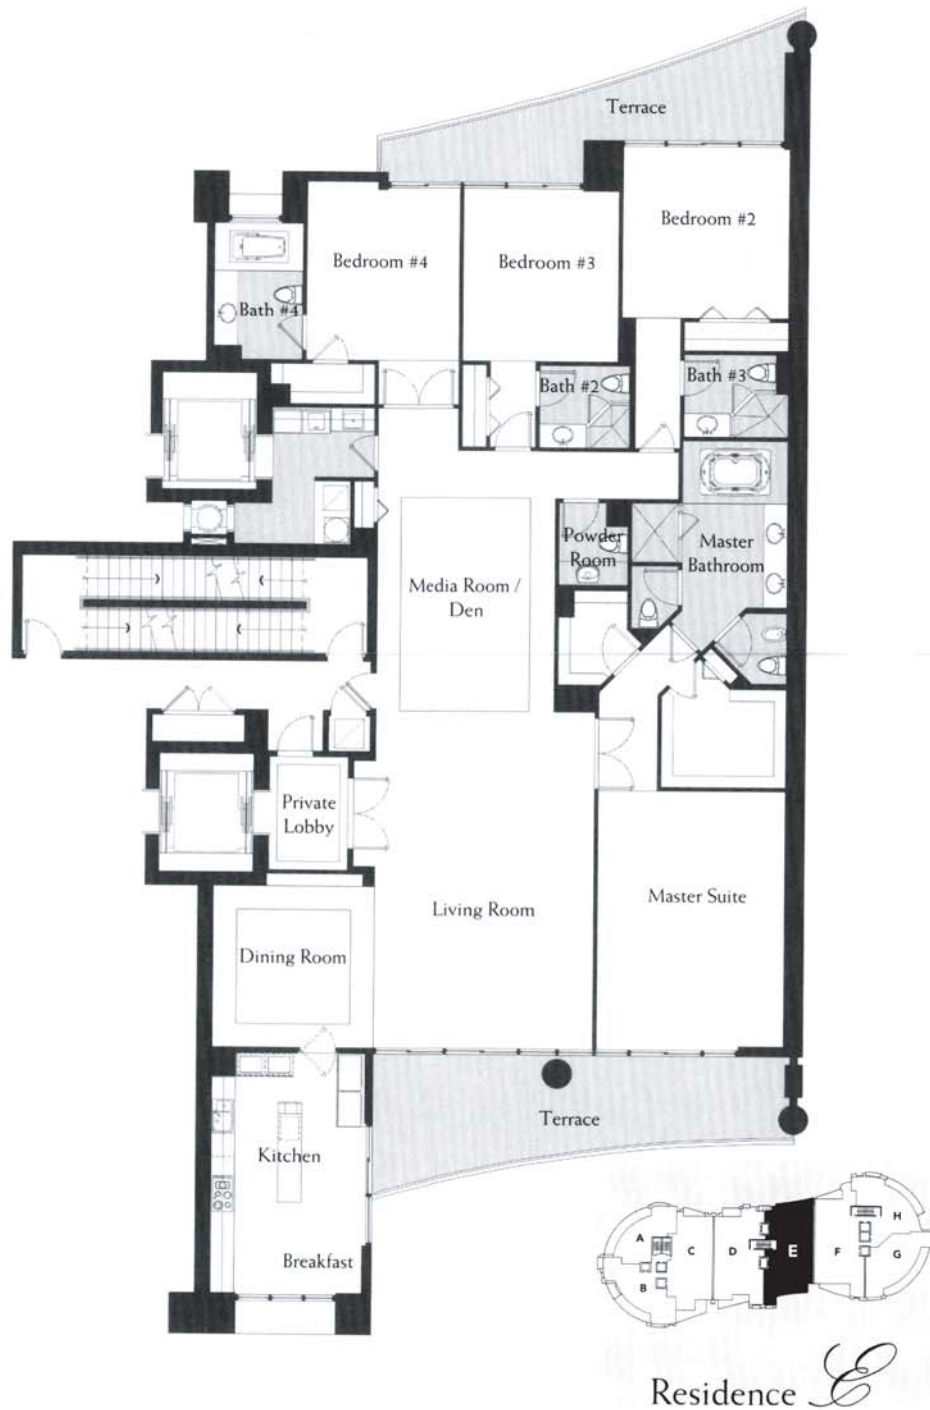 Terrace
Bedroom #2
Bedroom #4
Bedroom #3
Bath #4
Bath #2
Bath #3
Powder
Room
Master
Bathroom
Media Room /
Den
Private
Lobby
Living Room
Master Suite
Dining Room
Terrace
Kitchen
Breakfast
A
B
C
D
E
F
G
H
Residence E